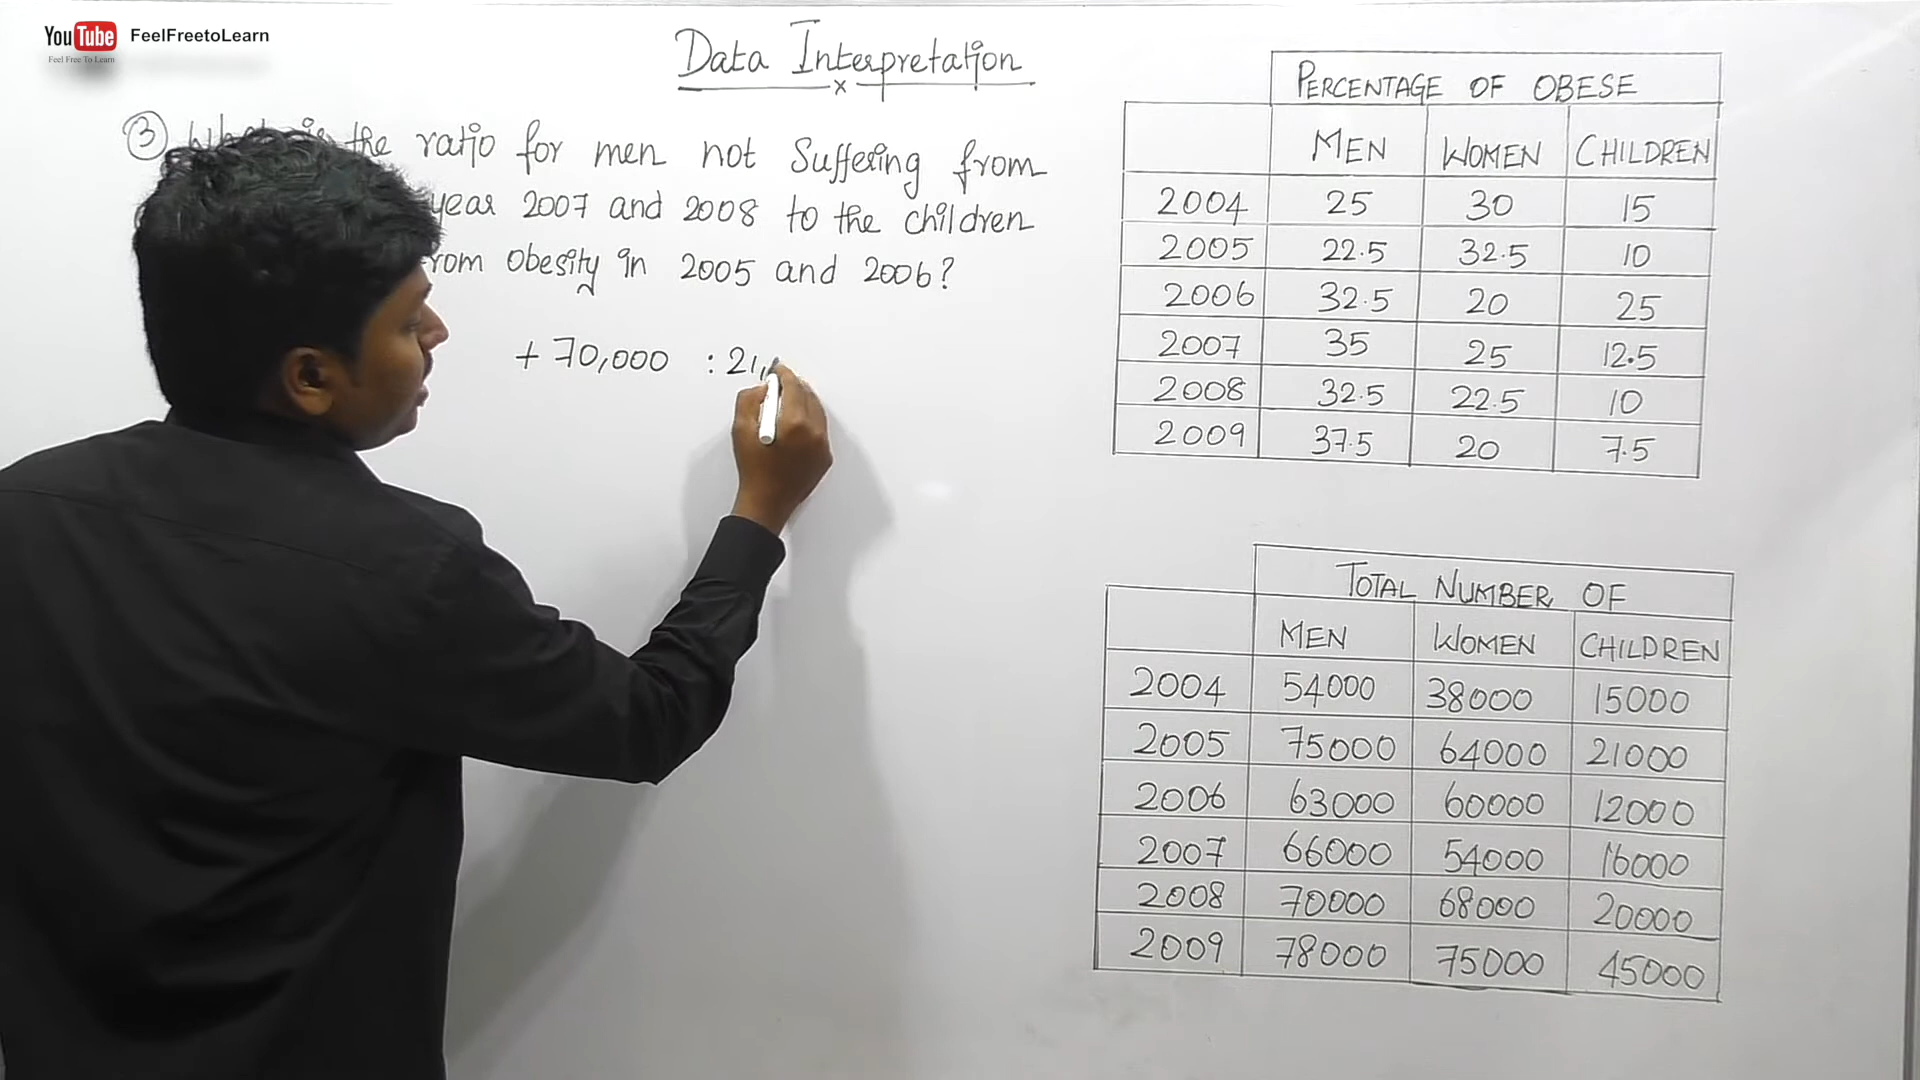 YouTube FeelFreetoLearn
Feel Free To Learn
Data Interpretation
x
③ is the ratio for men not Suffering from
year 2007 and 2008 to the children
from Obesity in 2005 and 2006?
+ 70,000 : 21,
PERCENTAGE OF OBESE
MEN WOMEN CHILDREN
2004 25 30 15
2005 22.5 32.5 10
2006 32.5 20 25
2007 35 25 12.5
2008 32.5 22.5 10
2009 37.5 20 7.5
TOTAL NUMBER OF
MEN WOMEN CHILDREN
2004 54000 38000 15000
2005 75000 64000 21000
2006 63000 60000 12000
2007 66000 54000 16000
2008 70000 68000 20000
2009 78000 75000 45000